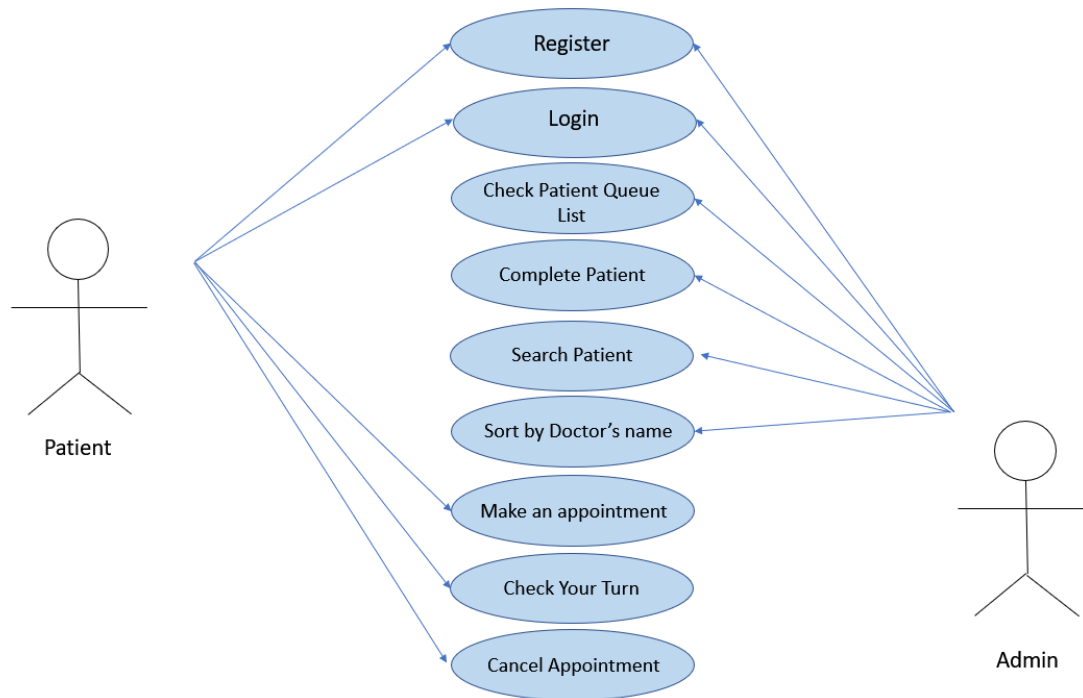 Register
Login
Check Patient Queue
List
Complete Patient
Search Patient
Sort by Doctor’s name
Patient
Make an appointment
Check Your Turn
Cancel Appointment
Admin